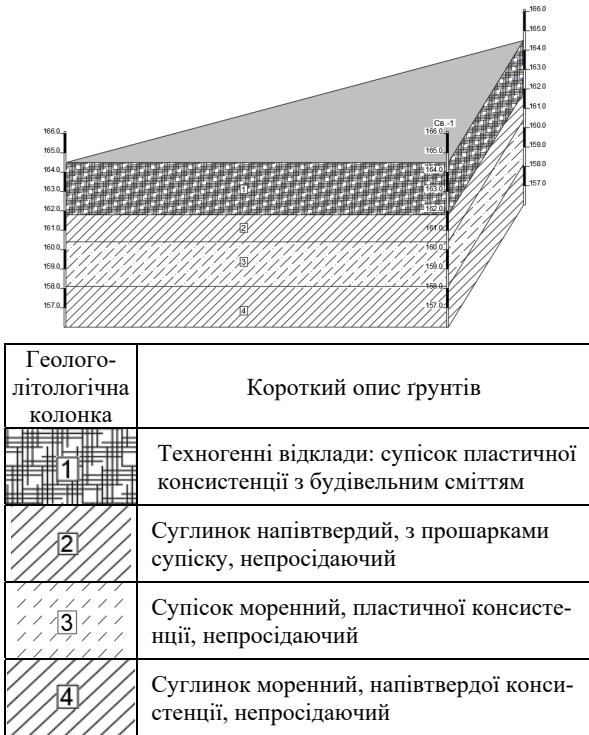 166.0
165.0
164.0
163.0
162.0
161.0
160.0
159.0
158.0
157.0
Св.-1
166.0
165.0
164.0
163.0
162.0
161.0
160.0
159.0
158.0
157.0
166.0
165.0
164.0
163.0
162.0
161.0
160.0
159.0
158.0
157.0
1
2
3
4
Геолого-
літологічна
колонка
Короткий опис ґрунтів
1
Техногенні відклади: супісок пластичної
консистенції з будівельним сміттям
2
Суглинок напівтвердий, з прошарками
супіску, непросідаючий
3
Супісок моренний, пластичної консисте-
нції, непросідаючий
4
Суглинок моренний, напівтвердої конси-
стенції, непросідаючий